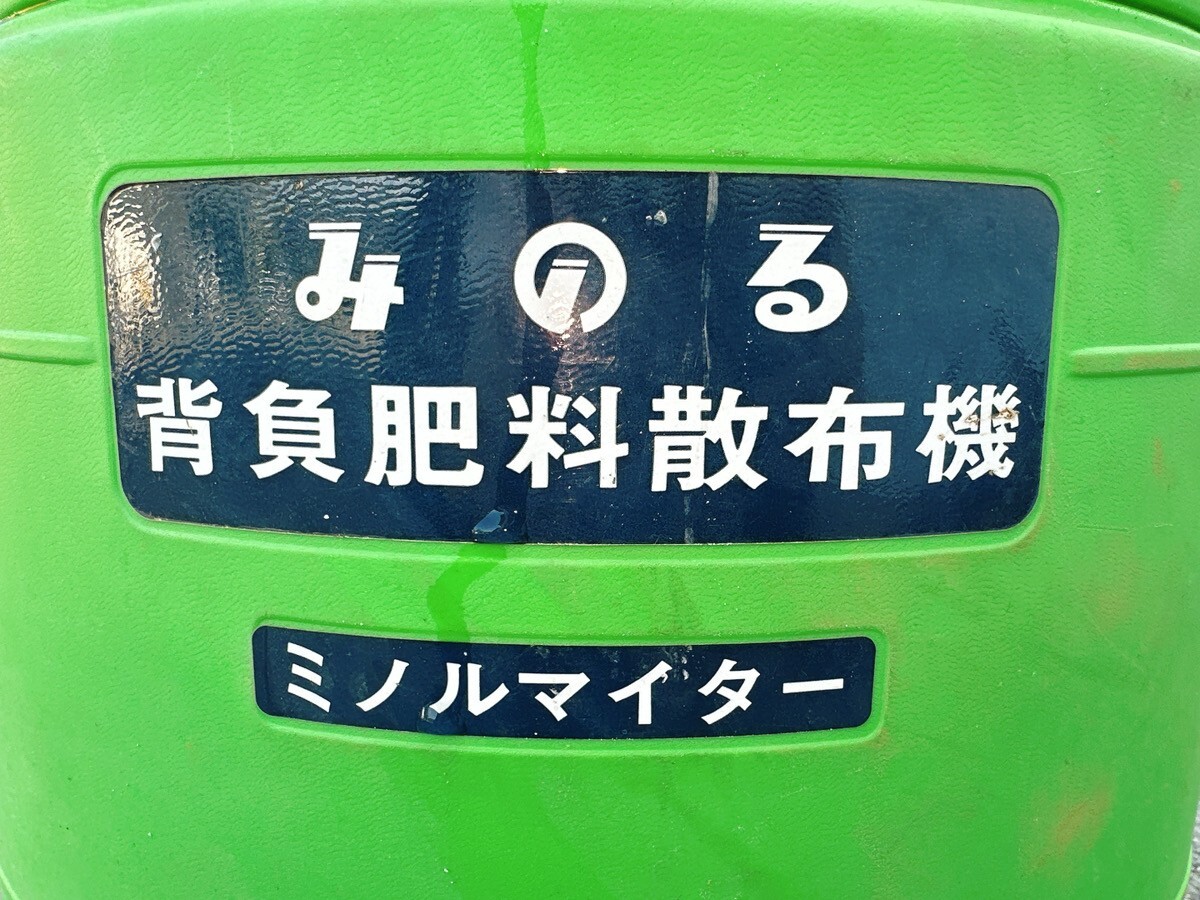 みのる
背負肥料散布機
ミノルマイター